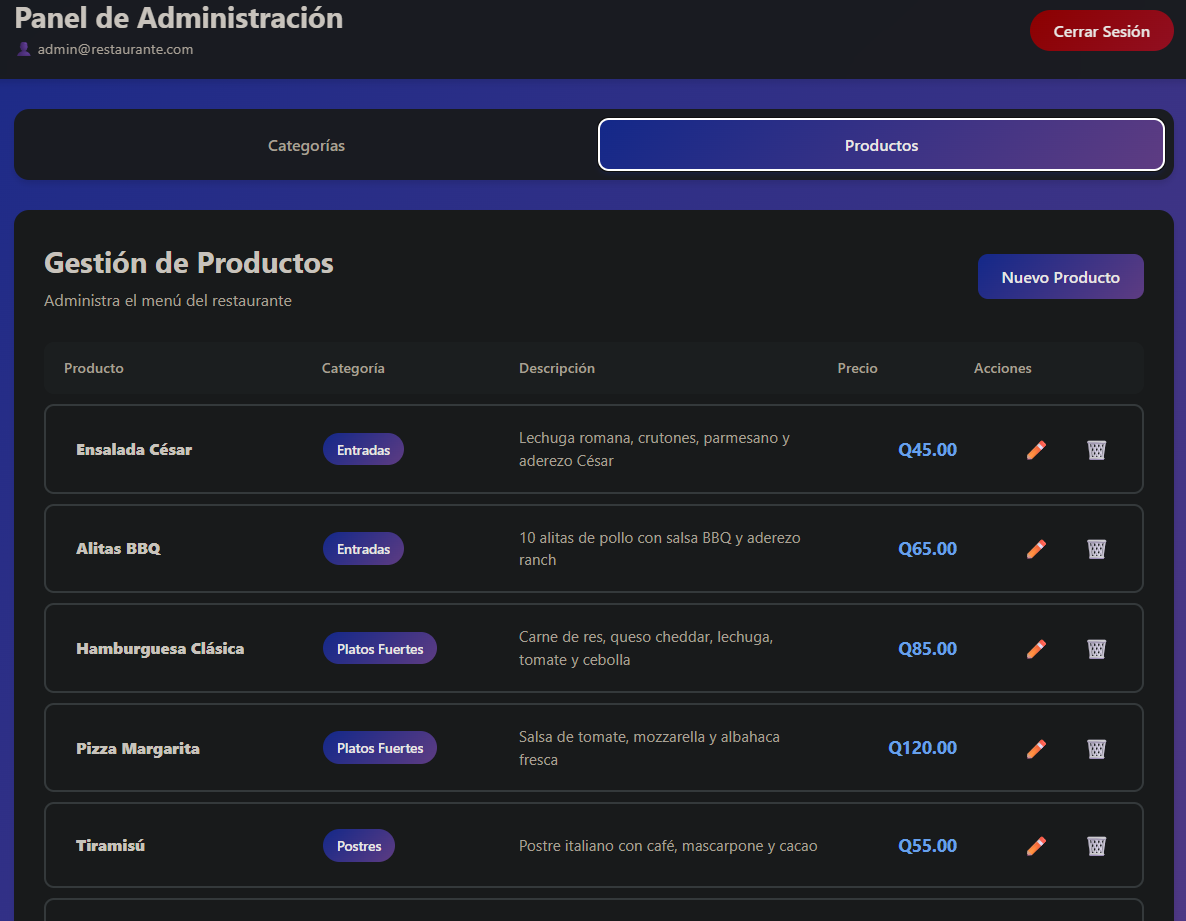 Panel de Administración
admin@restaurante.com
Cerrar Sesión
Categorías
Productos
Gestión de Productos
Administra el menú del restaurante
Nuevo Producto
Producto Categoría Descripción Precio Acciones
Ensalada César
Entradas
Lechuga romana, crutones, parmesano y
aderezo César
Q45.00
Alitas BBQ
Entradas
10 alitas de pollo con salsa BBQ y aderezo
ranch
Q65.00
Hamburguesa Clásica
Platos Fuertes
Carne de res, queso cheddar, lechuga,
tomate y cebolla
Q85.00
Pizza Margarita
Platos Fuertes
Salsa de tomate, mozzarella y albahaca
fresca
Q120.00
Tiramisú
Postres
Postre italiano con café, mascarpone y cacao
Q55.00